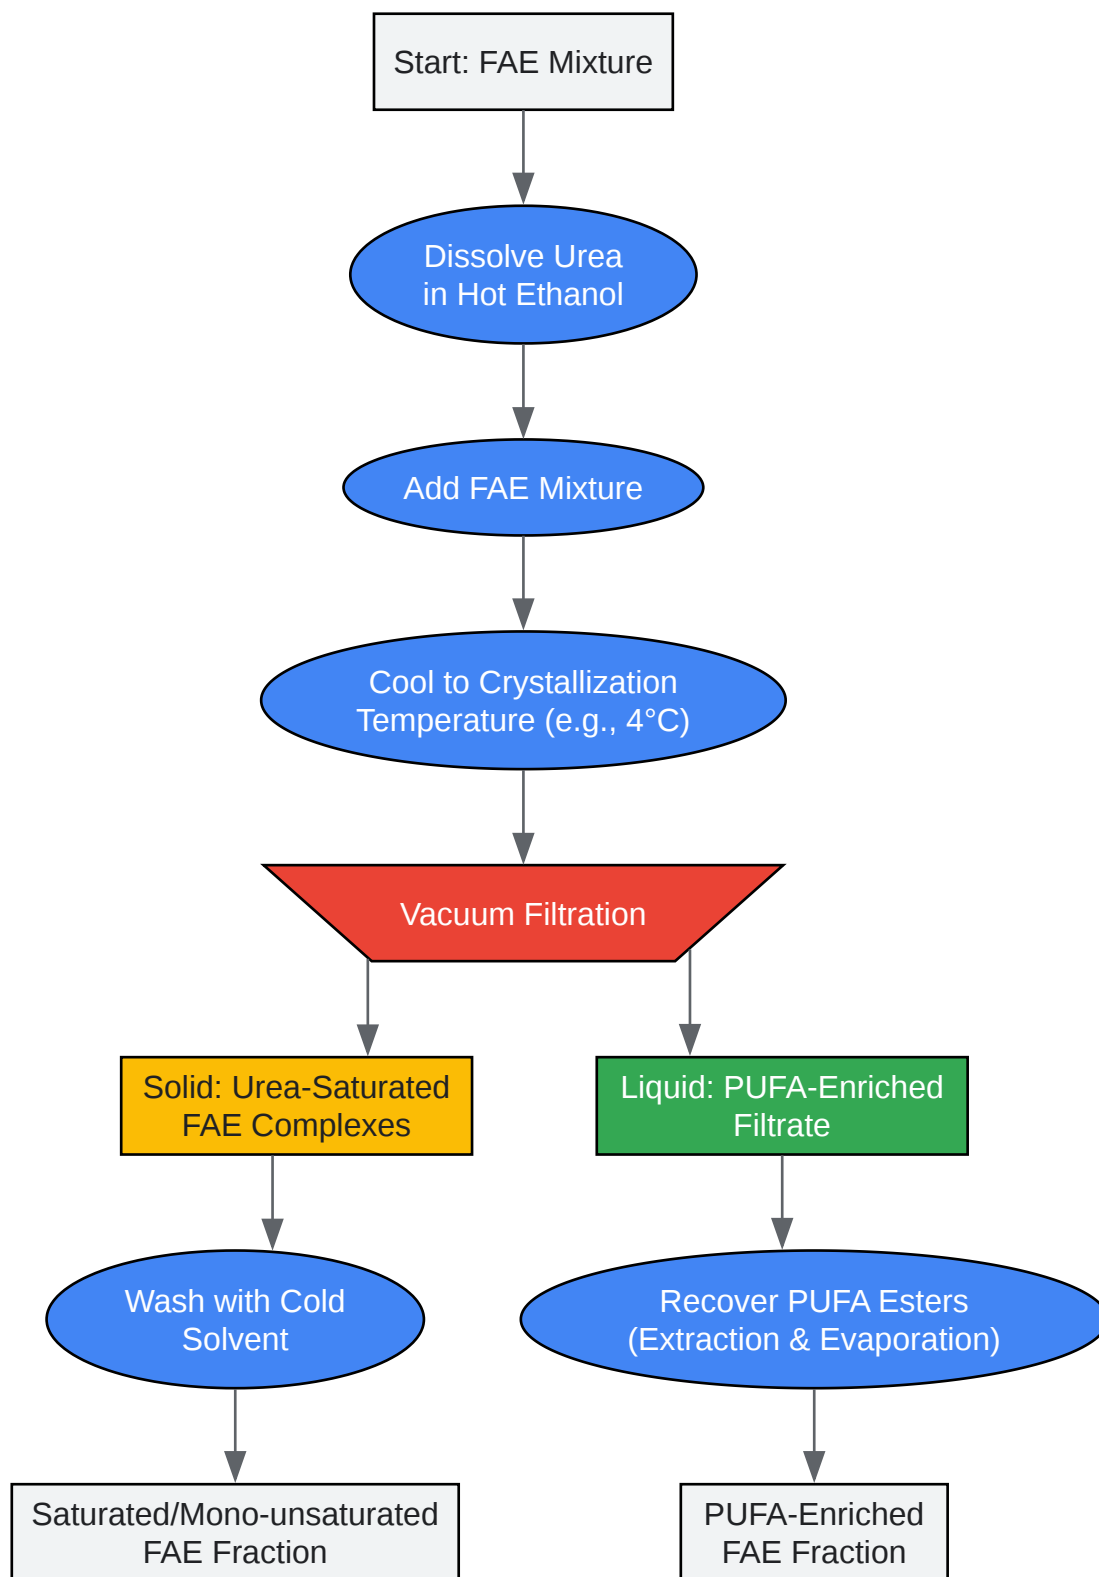 Start: FAE Mixture
Dissolve Urea
in Hot Ethanol
Add FAE Mixture
Cool to Crystallization
Temperature (e.g., 4°C)
Vacuum Filtration
Solid: Urea-Saturated
FAE Complexes
Liquid: PUFA-Enriched
Filtrate
Wash with Cold
Solvent
Recover PUFA Esters
(Extraction & Evaporation)
Saturated/Mono-unsaturated
FAE Fraction
PUFA-Enriched
FAE Fraction